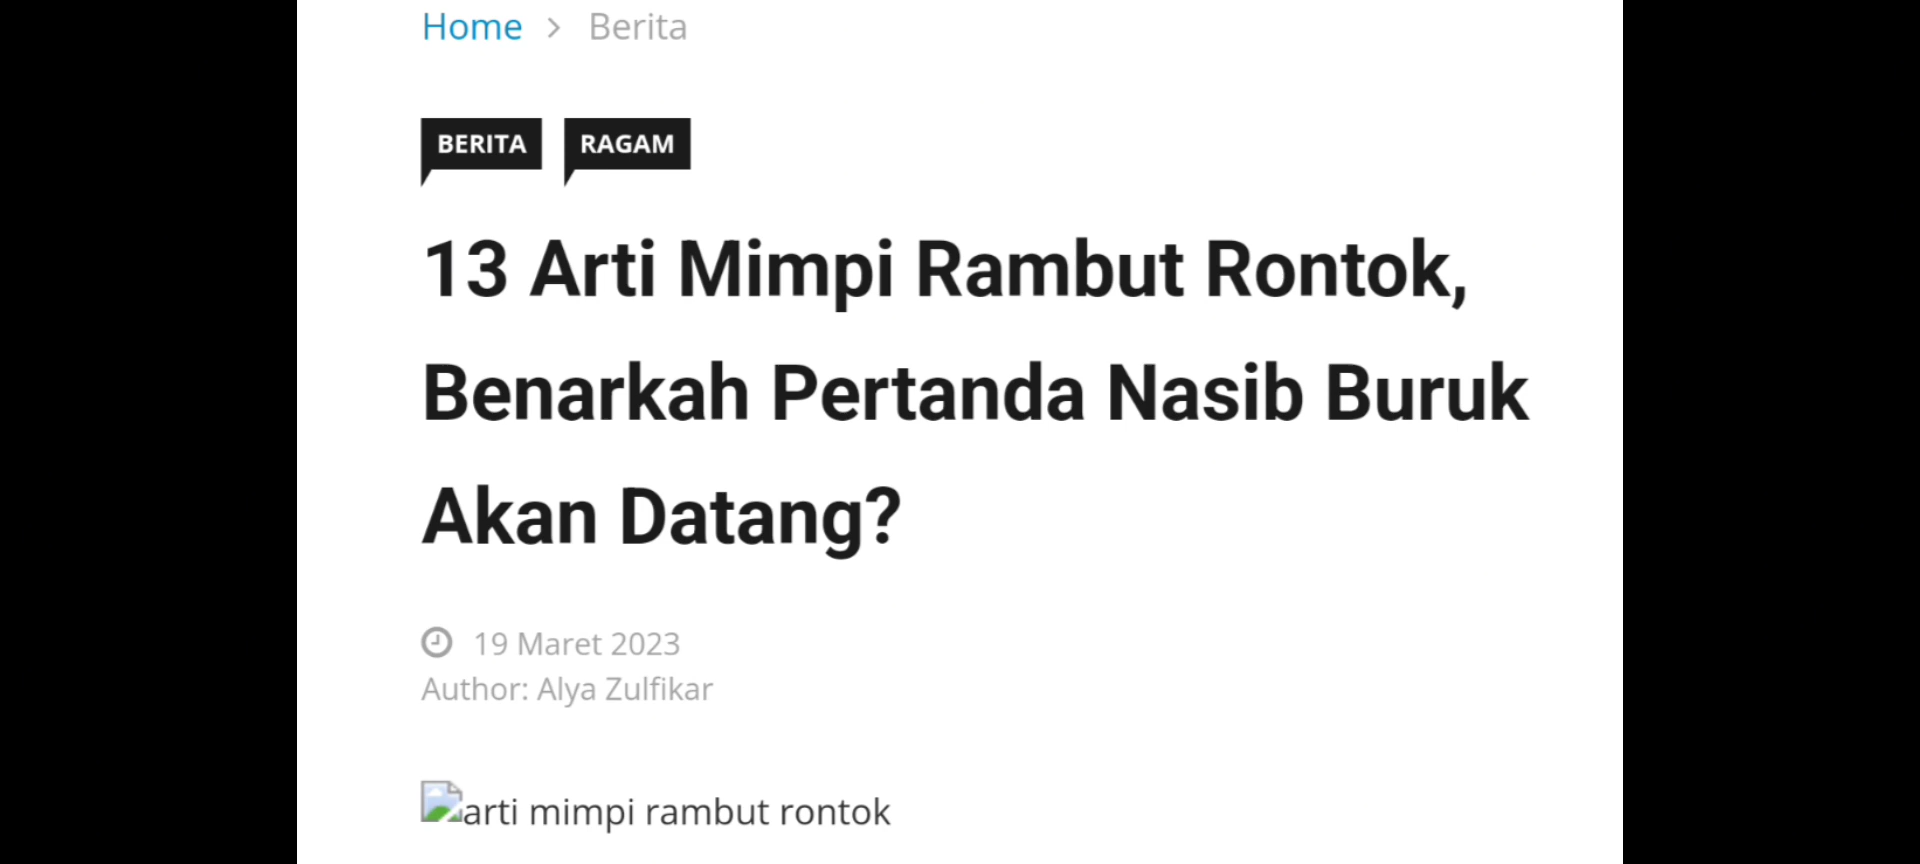 Home > Berita
BERITA RAGAM
13 Arti Mimpi Rambut Rontok,
Benarkah Pertanda Nasib Buruk
Akan Datang?
19 Maret 2023
Author: Alya Zulfikar
arti mimpi rambut rontok